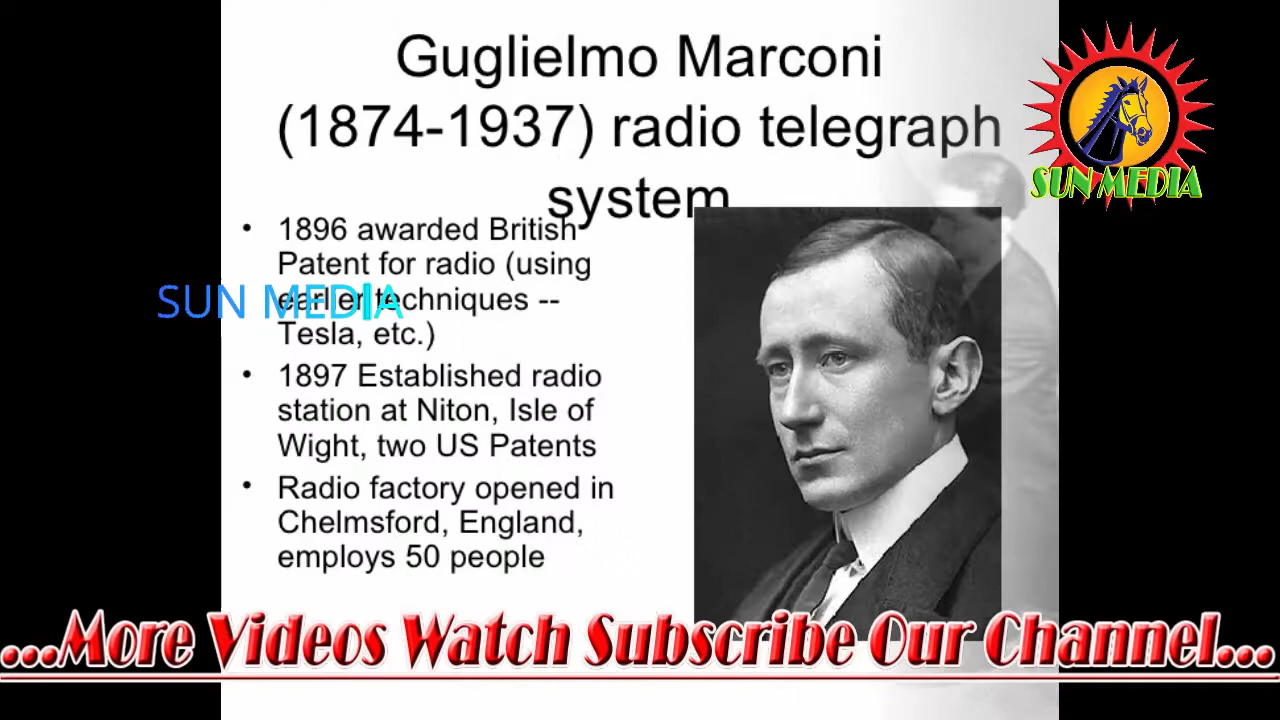 Guglielmo Marconi
(1874-1937) radio telegraph
system
SUN MEDIA
• 1896 awarded British
Patent for radio (using
earlier techniques --
Tesla, etc.)
SUN MEDIA
• 1897 Established radio
station at Niton, Isle of
Wight, two US Patents
• Radio factory opened in
Chelmsford, England,
employs 50 people
...More Videos Watch Subscribe Our Channel...